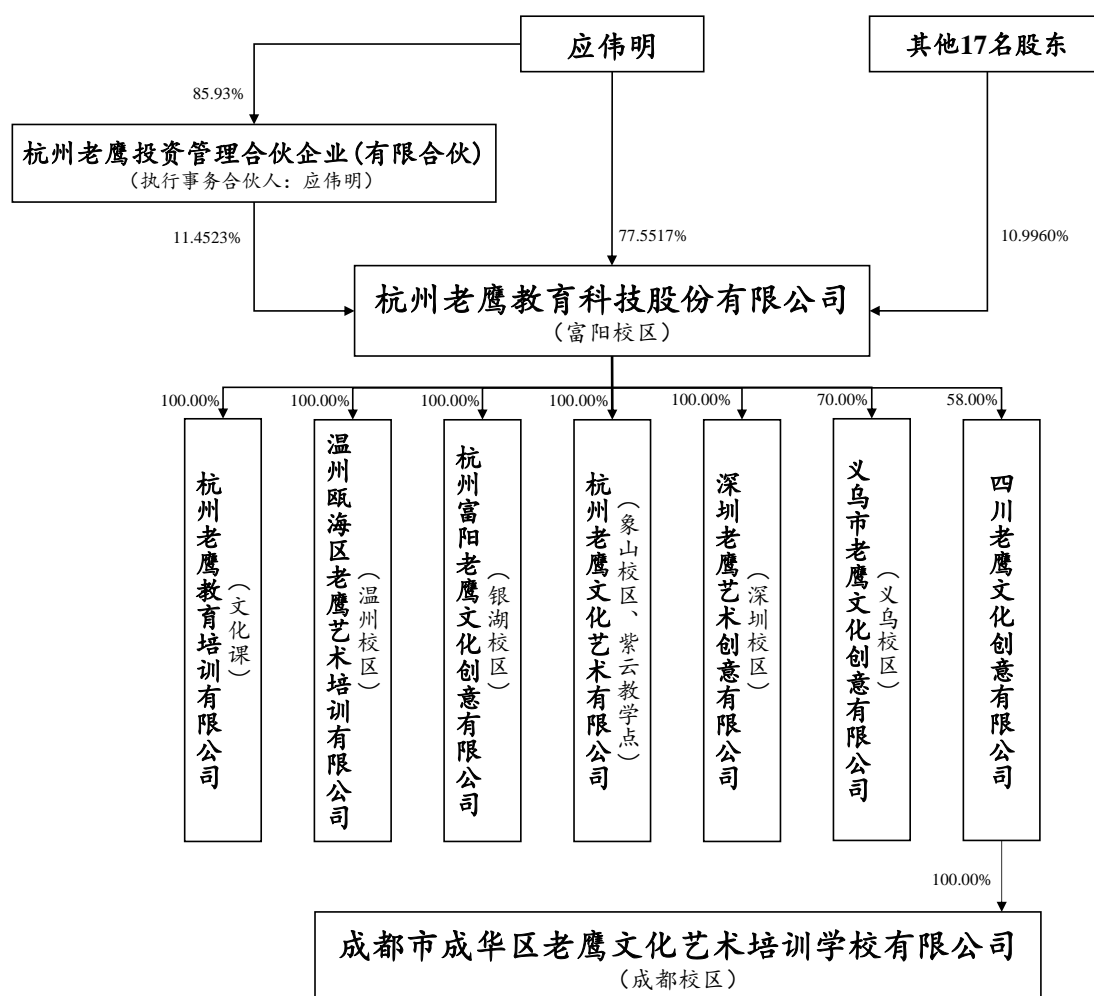 应伟明
其他17名股东
85.93%
杭州老鹰投资管理合伙企业(有限合伙)
（执行事务合伙人：应伟明）
11.4523%
77.5517%
10.9960%
杭州老鹰教育科技股份有限公司
（富阳校区）
100.00%
100.00%
100.00%
100.00%
100.00%
70.00%
58.00%
杭州老鹰教育培训有限公司
（文化课）
温州瓯海区老鹰艺术培训有限公司
（温州校区）
杭州富阳老鹰文化创意有限公司
（银湖校区）
杭州老鹰文化艺术有限公司
（象山校区、紫云教学点）
深圳老鹰艺术创意有限公司
（深圳校区）
义乌市老鹰文化创意有限公司
（义乌校区）
四川老鹰文化创意有限公司
100.00%
成都市成华区老鹰文化艺术培训学校有限公司
（成都校区）